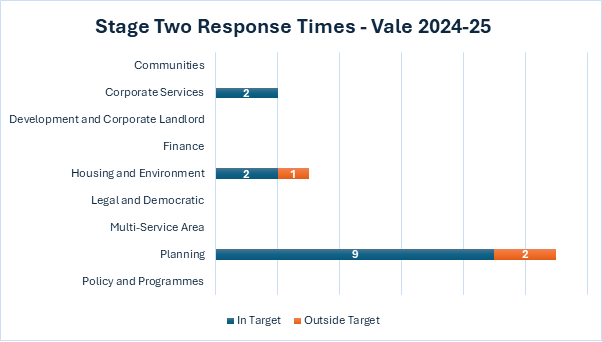 Stage Two Response Times - Vale 2024-25
Communities
Corporate Services
2
Development and Corporate Landlord
Finance
Housing and Environment
2 1
Legal and Democratic
Multi-Service Area
Planning
9 2
Policy and Programmes
In Target Outside Target